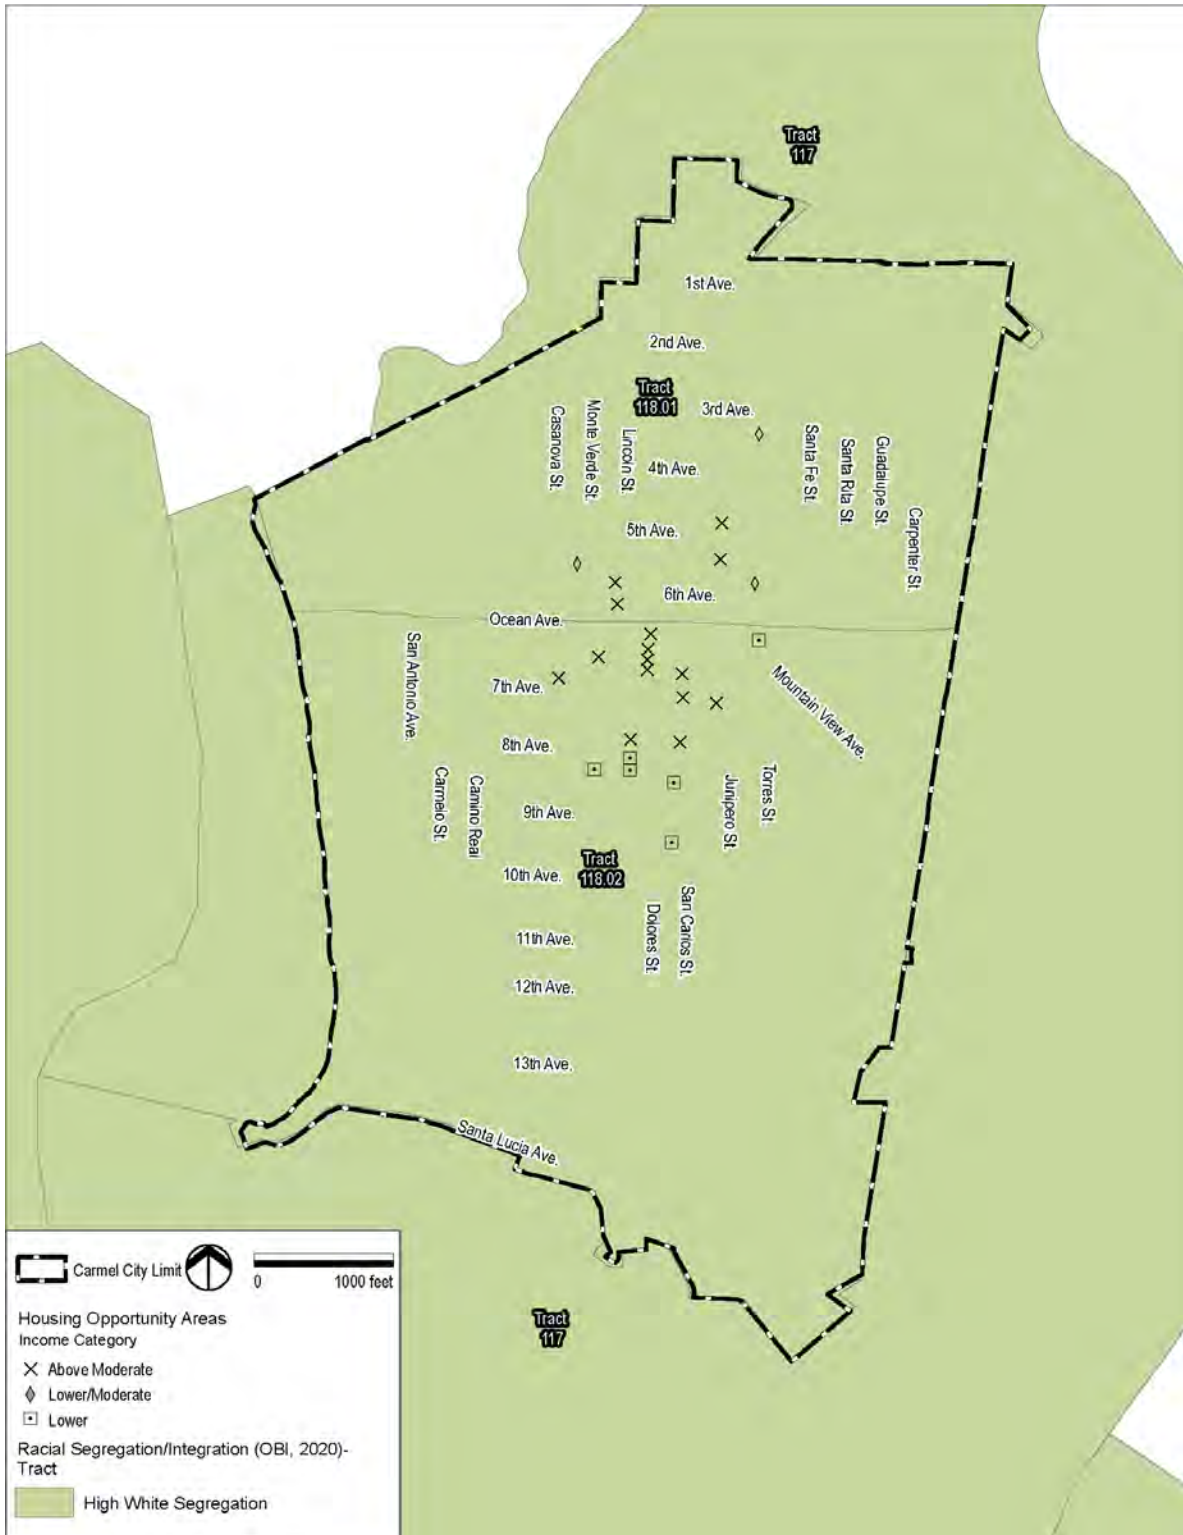 Tract
117
1st Ave.
2nd Ave.
Tract
118.01
3rd Ave.
Casanova St.
Monte Verde St.
Lincoln St.
4th Ave.
Santa Fe St.
Santa Rita St.
Guadalupe St.
Carpenter St.
5th Ave.
6th Ave.
Ocean Ave.
San Antonio Ave.
7th Ave.
Mountain View Ave.
8th Ave.
Carmelo St.
Camino Real
Junipero St.
Torres St.
9th Ave.
Tract
118.02
10th Ave.
Dolores St.
San Carlos St.
11th Ave.
12th Ave.
13th Ave.
Santa Lucia Ave.
Tract
117
Carmel City Limit
0 1000 feet
Housing Opportunity Areas
Income Category
Above Moderate
Lower/Moderate
Lower
Racial Segregation/Integration (OBI, 2020)-
Tract
High White Segregation